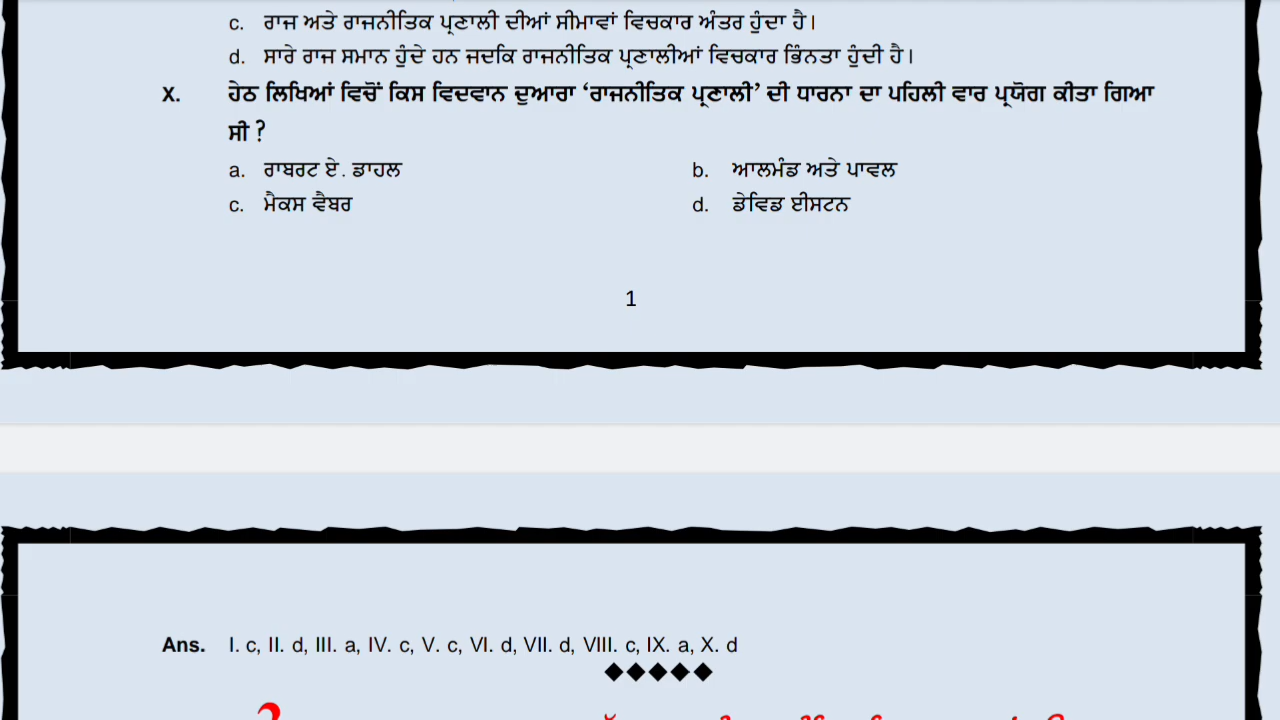 c. ਰਾਜ ਅਤੇ ਰਾਜਨੀਤਿਕ ਪ੍ਰਣਾਲੀ ਦੀਆਂ ਸੀਮਾਵਾਂ ਵਿਚਕਾਰ ਅੰਤਰ ਹੁੰਦਾ ਹੈ।
d. ਸਾਰੇ ਰਾਜ ਸਮਾਨ ਹੁੰਦੇ ਹਨ ਜਦਕਿ ਰਾਜਨੀਤਿਕ ਪ੍ਰਣਾਲੀਆਂ ਵਿਚਕਾਰ ਭਿੰਨਤਾ ਹੁੰਦੀ ਹੈ।
X. ਹੇਠ ਲਿਖਿਆਂ ਵਿਚੋਂ ਕਿਸ ਵਿਦਵਾਨ ਦੁਆਰਾ ‘ਰਾਜਨੀਤਿਕ ਪ੍ਰਣਾਲੀ’ ਦੀ ਧਾਰਨਾ ਦਾ ਪਹਿਲੀ ਵਾਰ ਪ੍ਰਯੋਗ ਕੀਤਾ ਗਿਆ
ਸੀ ?
a. ਰਾਬਰਟ ਏ. ਡਾਹਲ b. ਆਲਮੰਡ ਅਤੇ ਪਾਵਲ
c. ਮੈਕਸ ਵੈਬਰ d. ਡੇਵਿਡ ਈਸਟਨ
1
Ans. I. c, II. d, III. a, IV. c, V. c, VI. d, VII. d, VIII. c, IX. a, X. d